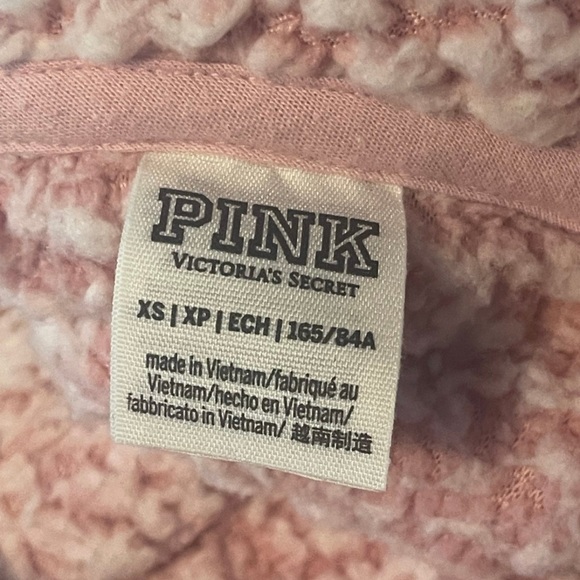 PINK
VICTORIA'S SECRET
XS | XP | ECH | 165/84A
made in Vietnam/fabriqué au
Vietnam/hecho en Vietnam/
fabbricato in Vietnam/ 越南制造